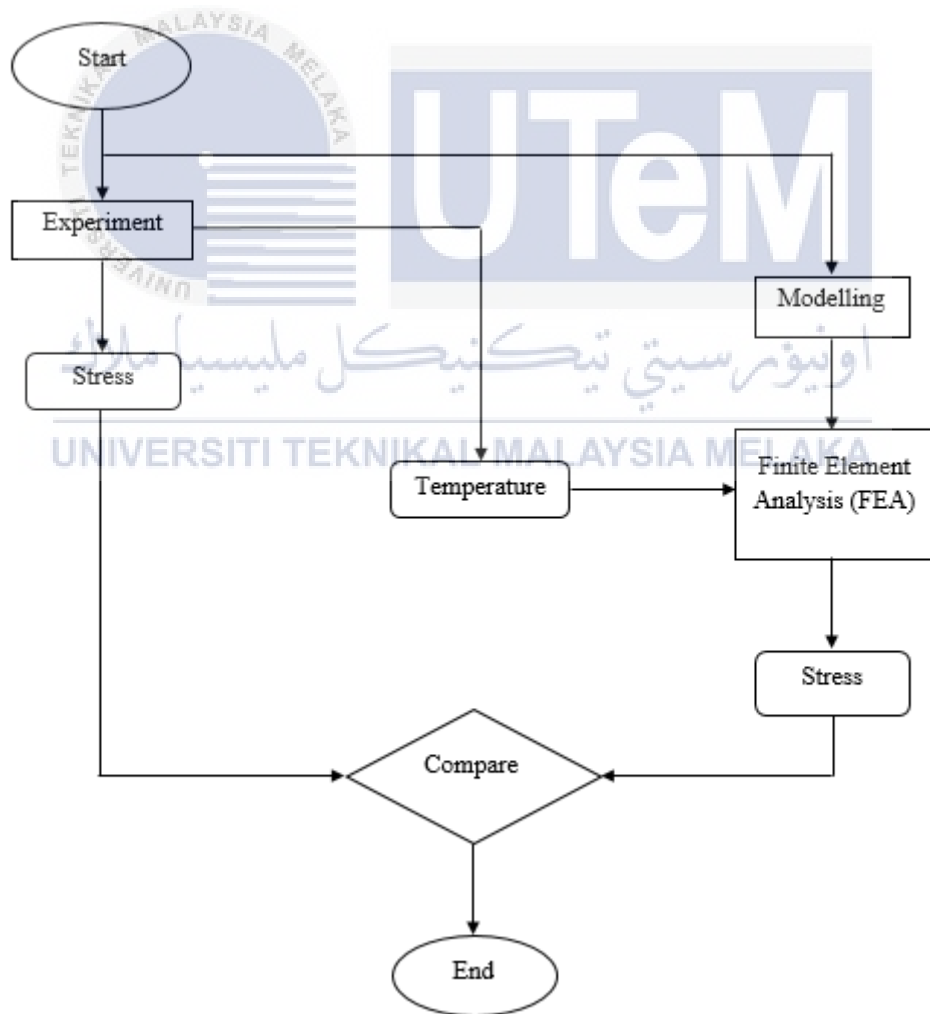 Start
UNIVERSITI TEKNIKAL MALAYSIA MELAKA
UTeM
Experiment
Modelling
اونيۏرسيتي تيكنيكل مليسيا ملاك
Stress
UNIVERSITI TEKNIKAL MALAYSIA MELAKA
Temperature
Finite Element
Analysis (FEA)
Stress
Compare
End